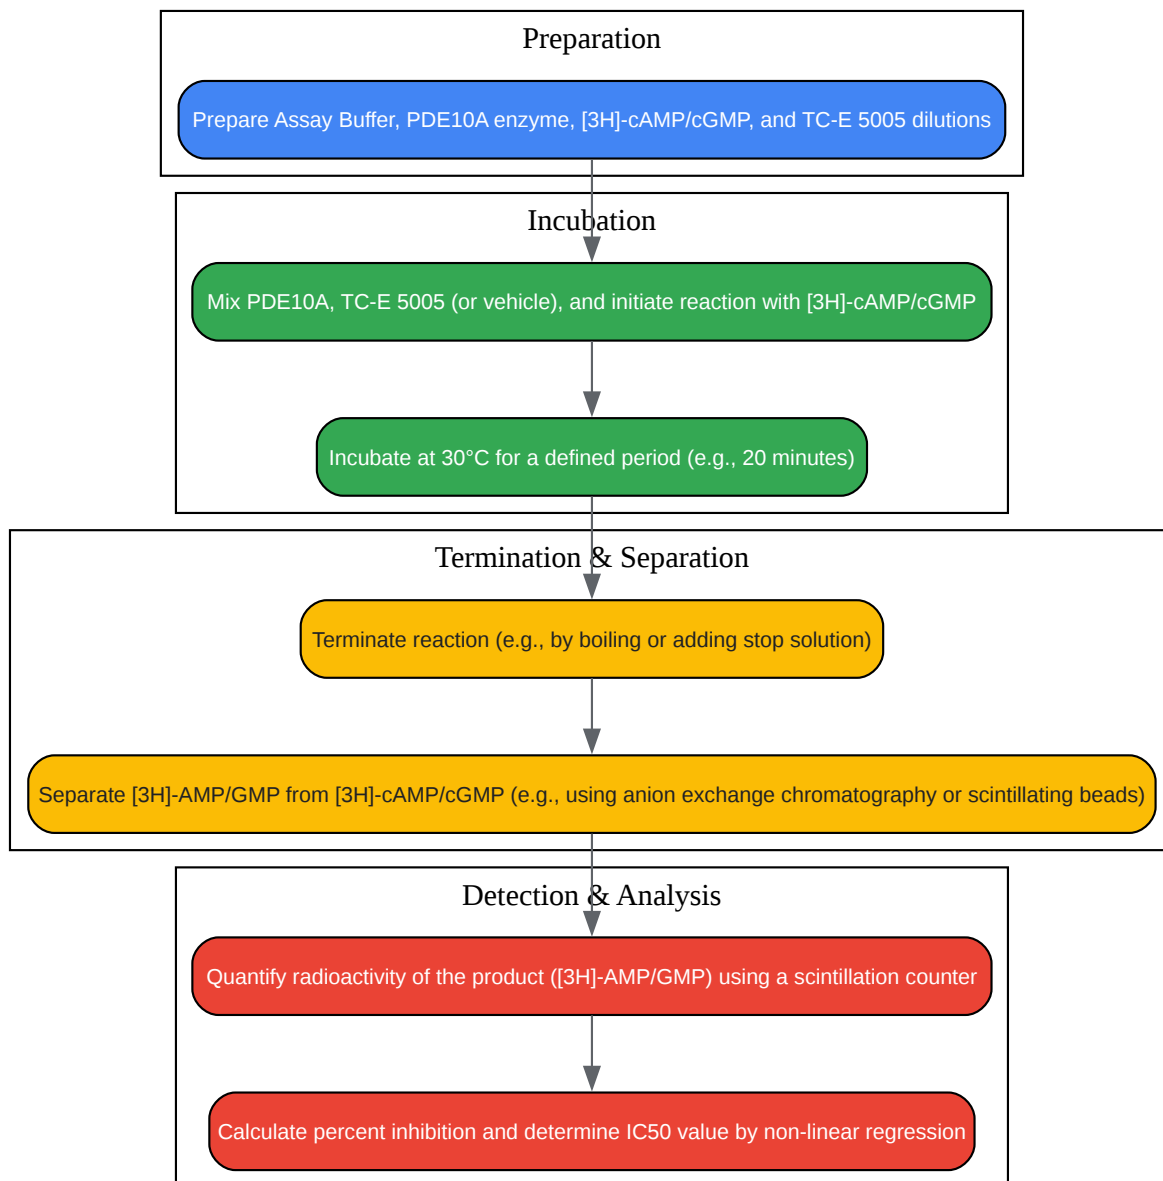 Preparation
Prepare Assay Buffer, PDE10A enzyme, [3H]-cAMP/cGMP, and TC-E 5005 dilutions
Incubation
Mix PDE10A, TC-E 5005 (or vehicle), and initiate reaction with [3H]-cAMP/cGMP
Incubate at 30°C for a defined period (e.g., 20 minutes)
Termination & Separation
Terminate reaction (e.g., by boiling or adding stop solution)
Separate [3H]-AMP/GMP from [3H]-cAMP/cGMP (e.g., using anion exchange chromatography or scintillating beads)
Detection & Analysis
Quantify radioactivity of the product ([3H]-AMP/GMP) using a scintillation counter
Calculate percent inhibition and determine IC50 value by non-linear regression